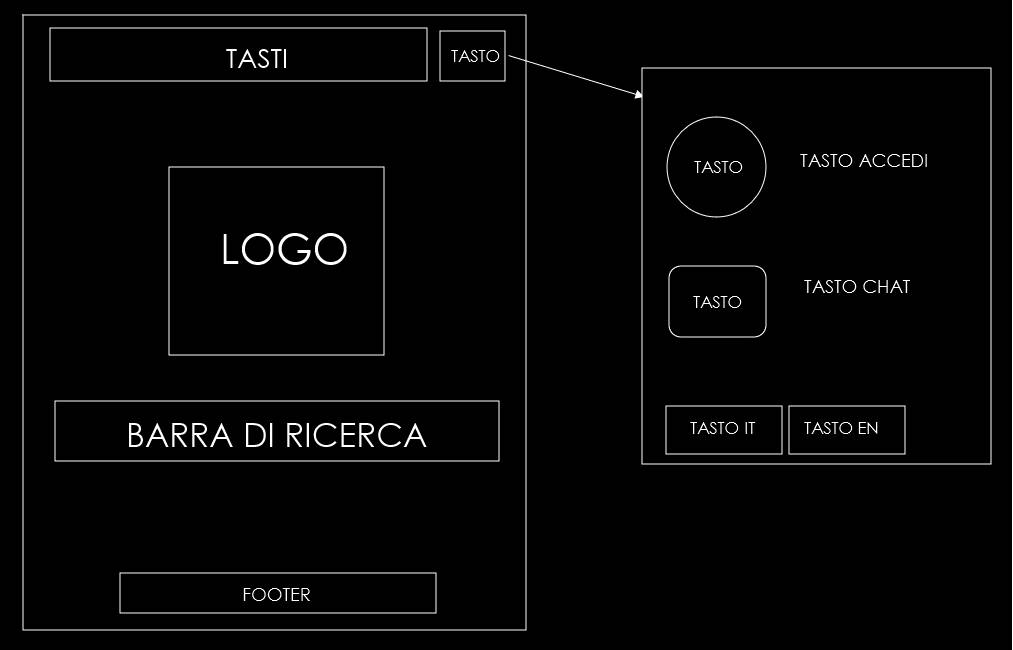 TASTI
TASTO
LOGO
BARRA DI RICERCA
FOOTER
TASTO
TASTO ACCEDI
TASTO
TASTO CHAT
TASTO IT
TASTO EN